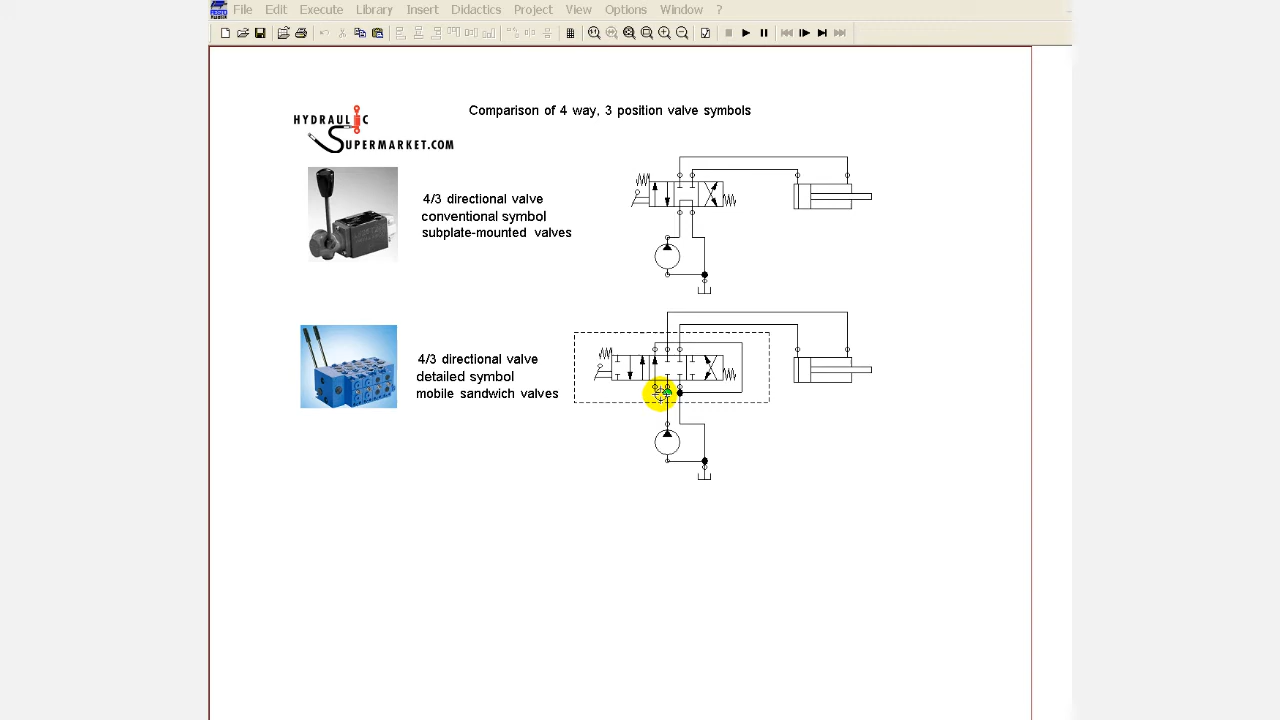 File Edit Execute Library Insert Didactics Project View Options Window ?
Comparison of 4 way, 3 position valve symbols
HYDRAULIC
SUPERMARKET.COM
4/3 directional valve
conventional symbol
subplate-mounted valves
4/3 directional valve
detailed symbol
mobile sandwich valves